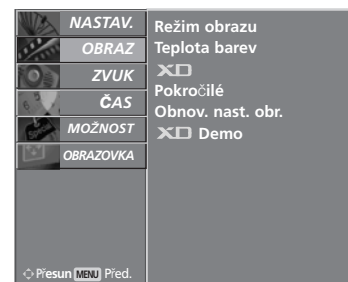 NASTAV.
OBRAZ
ZVUK
ČAS
MOŽNOST
OBRAZOVKA
Přesun MENU Před.
Režim obrazu
Teplota barev
XD
Pokročilé
Obnov. nast. obr.
XD Demo